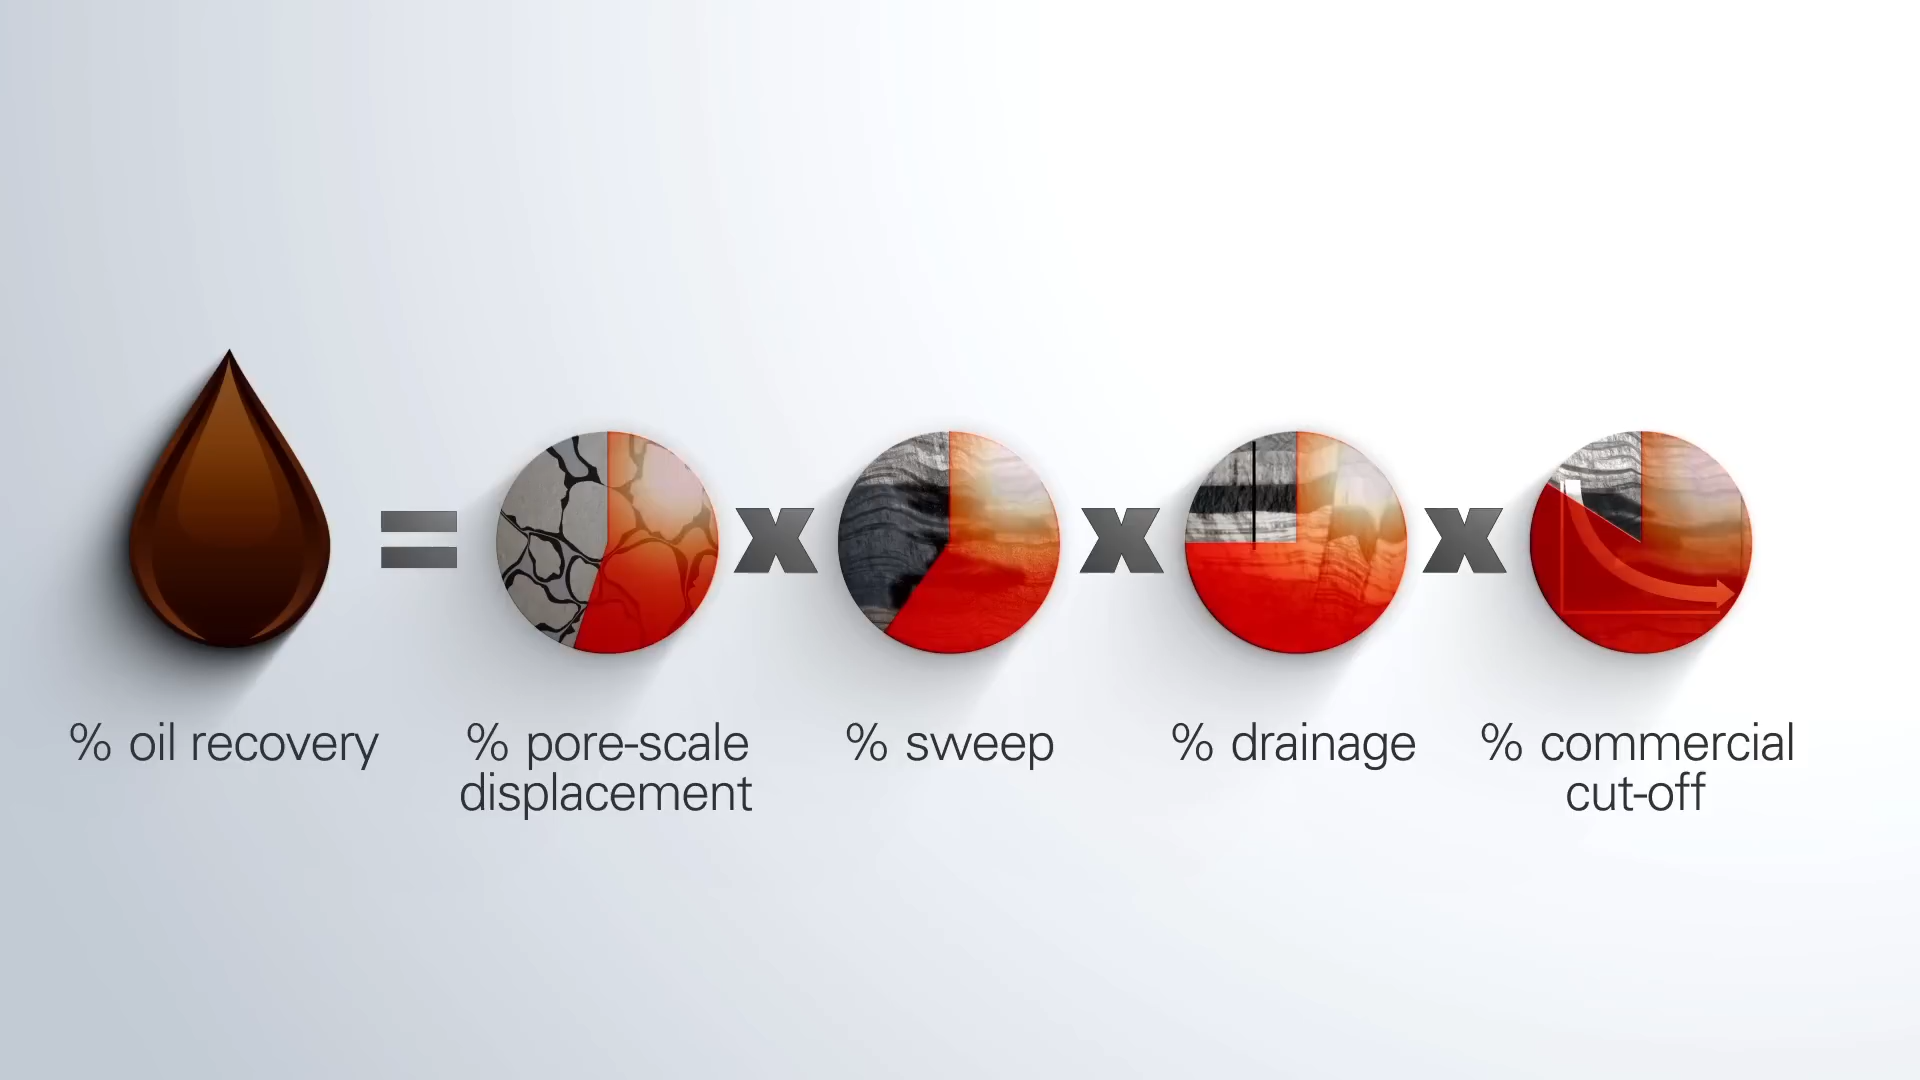 =
x
x
x
% oil recovery
% pore-scale
displacement
% sweep
% drainage
% commercial
cut-off